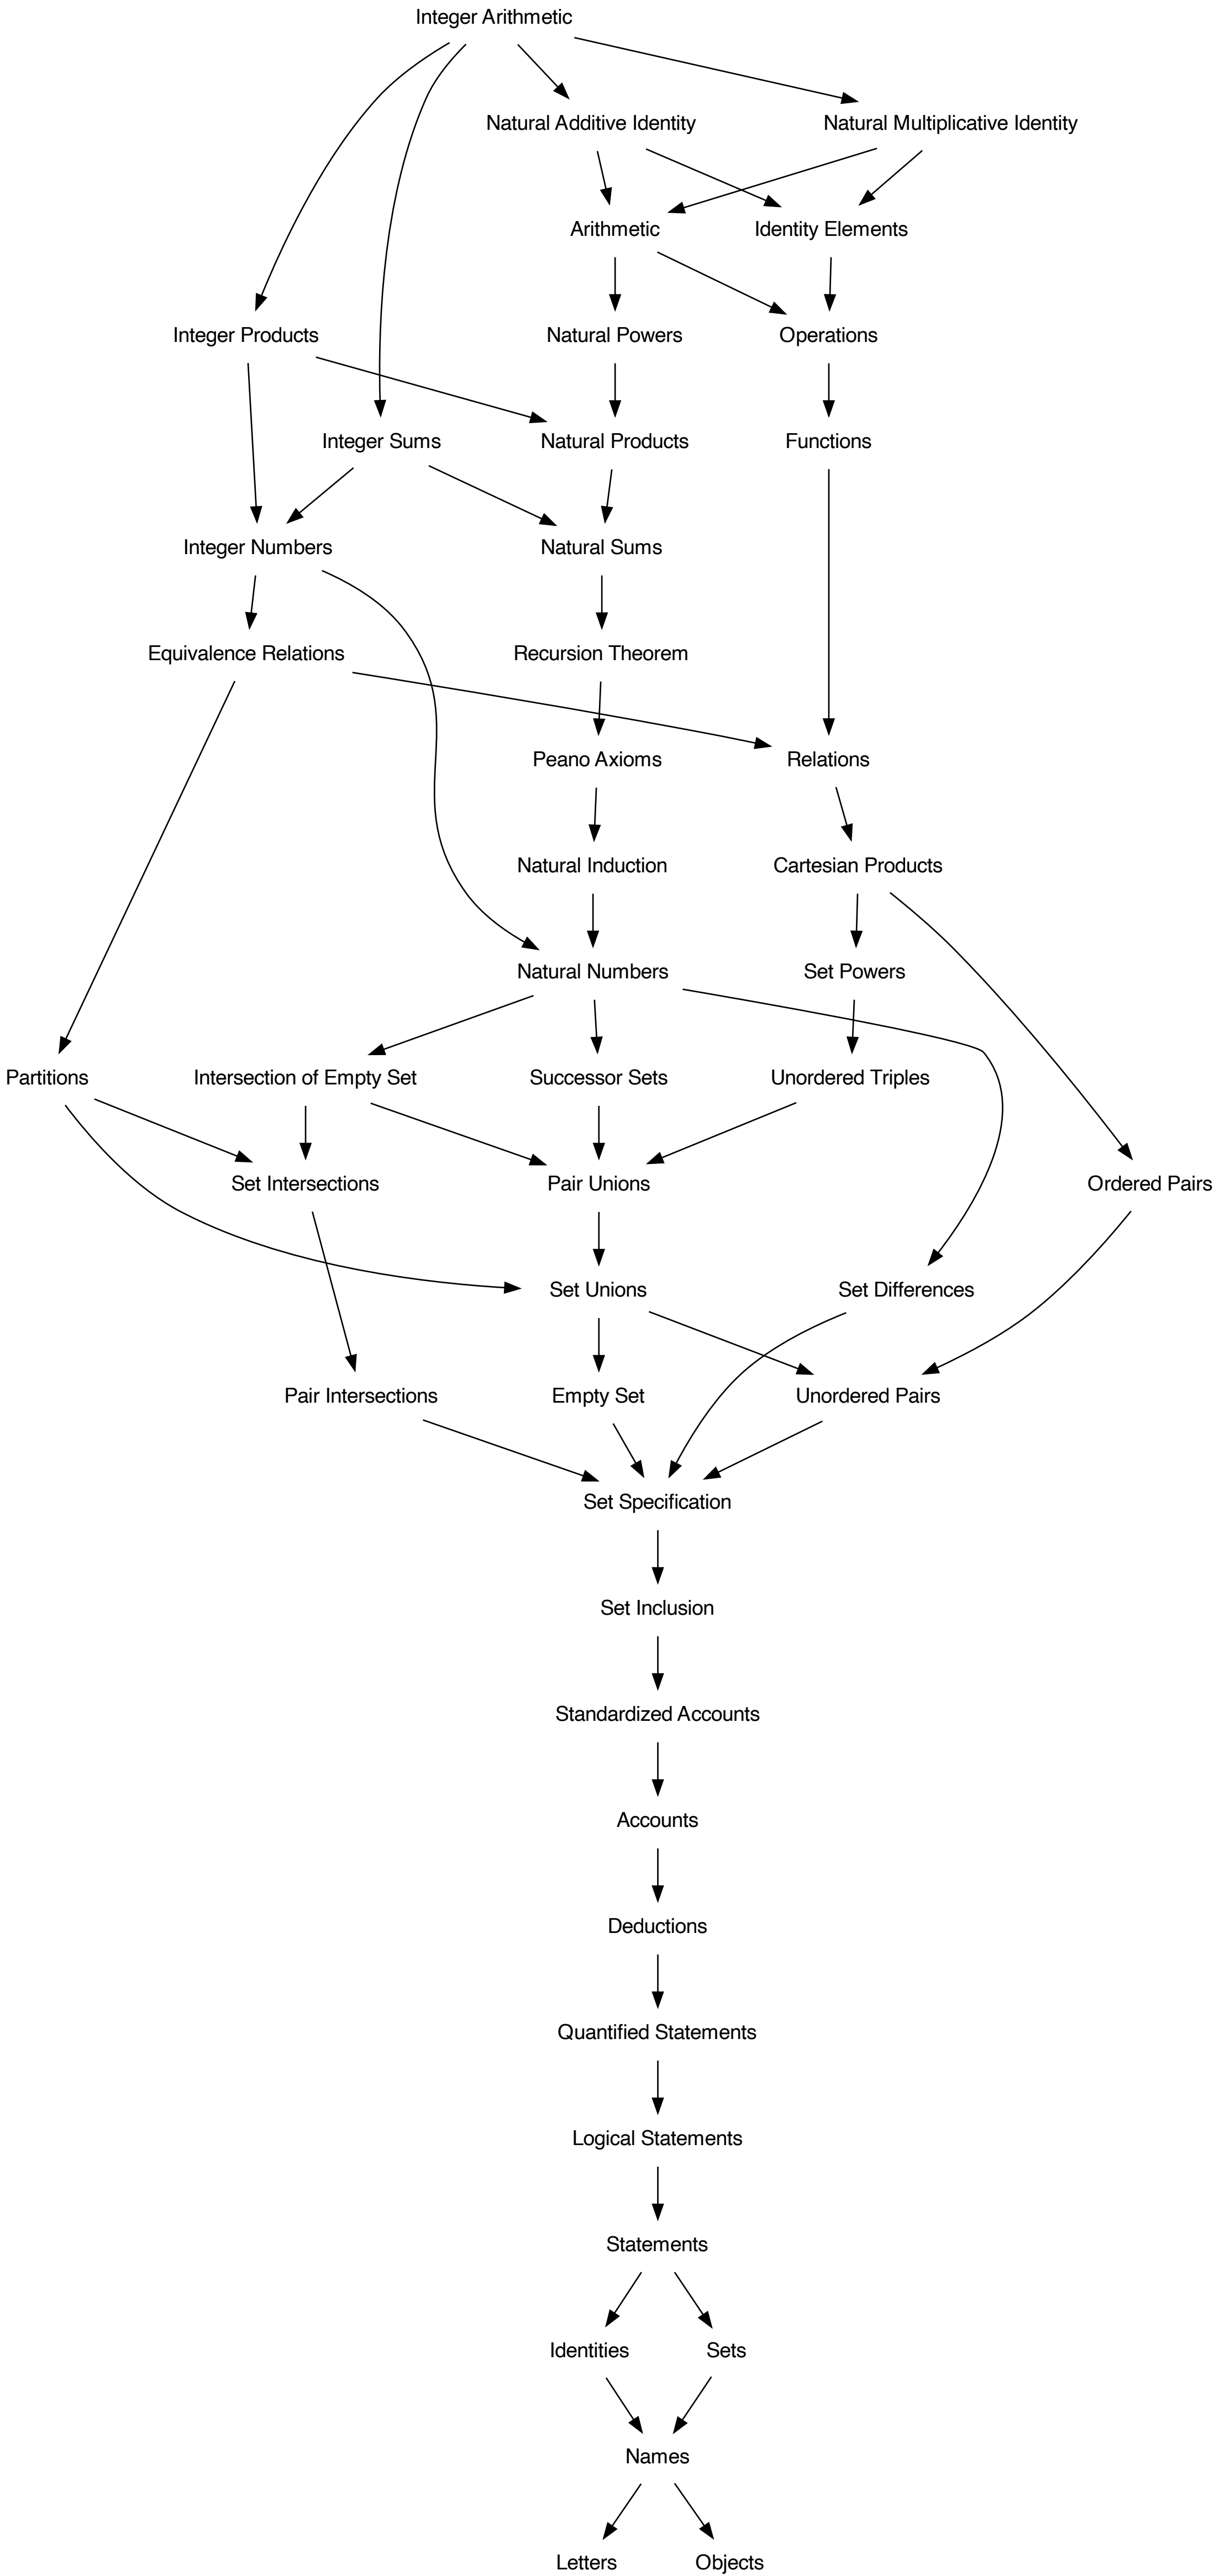 Integer Arithmetic
Natural Additive Identity
Natural Multiplicative Identity
Arithmetic
Identity Elements
Integer Products
Natural Powers
Operations
Integer Sums
Natural Products
Functions
Integer Numbers
Natural Sums
Equivalence Relations
Recursion Theorem
Peano Axioms
Relations
Natural Induction
Cartesian Products
Natural Numbers
Set Powers
Partitions
Intersection of Empty Set
Successor Sets
Unordered Triples
Set Intersections
Pair Unions
Ordered Pairs
Set Unions
Set Differences
Pair Intersections
Empty Set
Unordered Pairs
Set Specification
Set Inclusion
Standardized Accounts
Accounts
Deductions
Quantified Statements
Logical Statements
Statements
Identities
Sets
Names
Letters
Objects